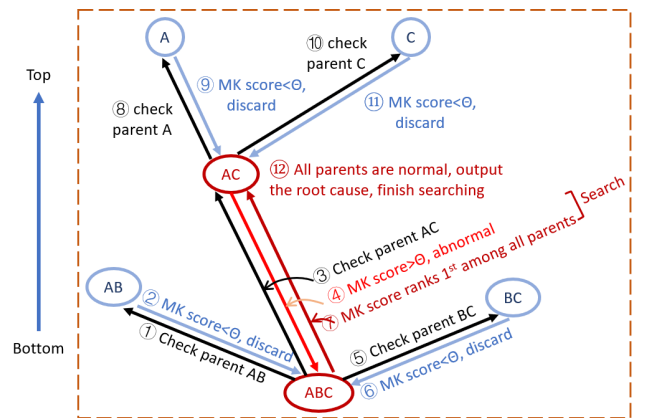 A
C
⑩ check
parent C
Top
⑨ MK score<Θ,
discard
⑪ MK score<Θ,
discard
⑧ check
parent A
AC
⑫ All parents are normal, output
the root cause, finish searching
Search
③ Check parent AC
④ MK score>Θ, abnormal
⑦ MK score ranks 1st among all parents
AB
② MK score<Θ, discard
① Check parent AB
BC
⑤ Check parent BC
⑥ MK score<Θ, discard
Bottom
ABC